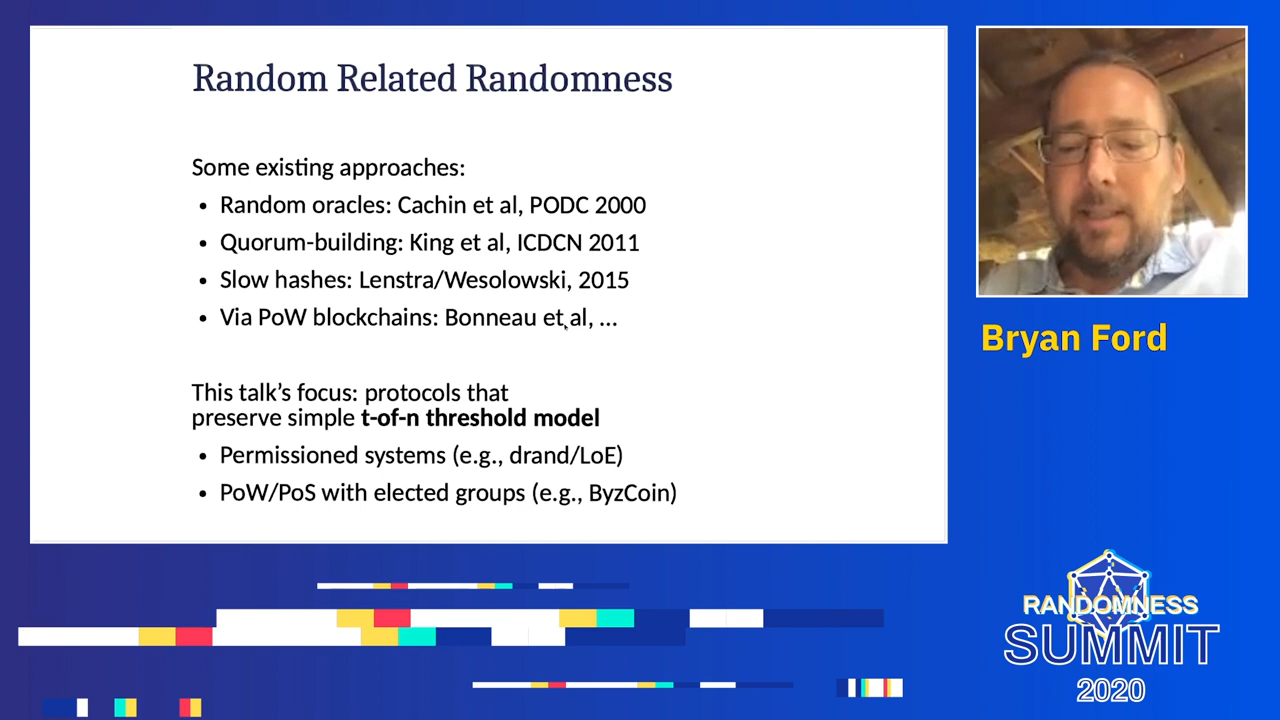 Random Related Randomness
Some existing approaches:
• Random oracles: Cachin et al, PODC 2000
• Quorum-building: King et al, ICDCN 2011
• Slow hashes: Lenstra/Wesolowski, 2015
• Via PoW blockchains: Bonneau et al, ...
This talk’s focus: protocols that
preserve simple t-of-n threshold model
• Permissioned systems (e.g., drand/LoE)
• PoW/PoS with elected groups (e.g., ByzCoin)
Bryan Ford
RANDOMNESS
SUMMIT
2020